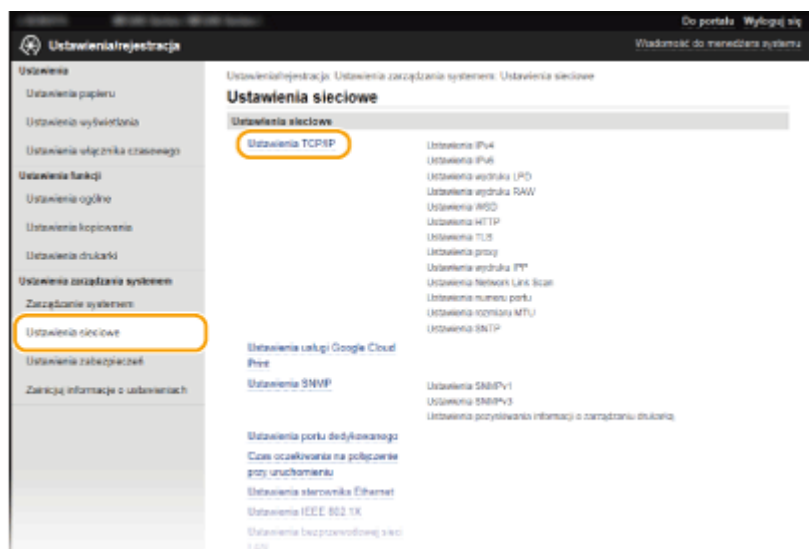 Do portalu Wyloguj się
Ustawienia/rejestracja
Wiadomość do menedżera systemu
Ustawienia
Ustawienia papieru
Ustawienia wyświetlania
Ustawienia włącznika czasowego
Ustawienia funkcji
Ustawienia ogólne
Ustawienia kopiowania
Ustawienia drukarki
Ustawienia zarządzania systemem
Zarządzanie systemem
Ustawienia sieciowe
Ustawienia zabezpieczeń
Zainicjuj informacje o ustawieniach
Ustawienia/rejestracja: Ustawienia zarządzania systemem: Ustawienia sieciowe
Ustawienia sieciowe
Ustawienia sieciowe
Ustawienia TCP/IP
Ustawienia IPv4
Ustawienia IPv6
Ustawienia wydruku LPD
Ustawienia wydruku RAW
Ustawienia WSD
Ustawienia HTTP
Ustawienia TLS
Ustawienia proxy
Ustawienia wydruku IPP
Ustawienia Network Link Scan
Ustawienia numeru portu
Ustawienia rozmiaru MTU
Ustawienia SNTP
Ustawienia usługi Google Cloud
Print
Ustawienia SNMP
Ustawienia SNMPv1
Ustawienia SNMPv3
Ustawienia pozyskiwania informacji o zarządzaniu drukarką
Ustawienia portu dedykowanego
Czas oczekiwania na połączenie
przy uruchomieniu
Ustawienia sterownika Ethernet
Ustawienia IEEE 802.1X
Ustawienia bezprzewodowej sieci
LAN